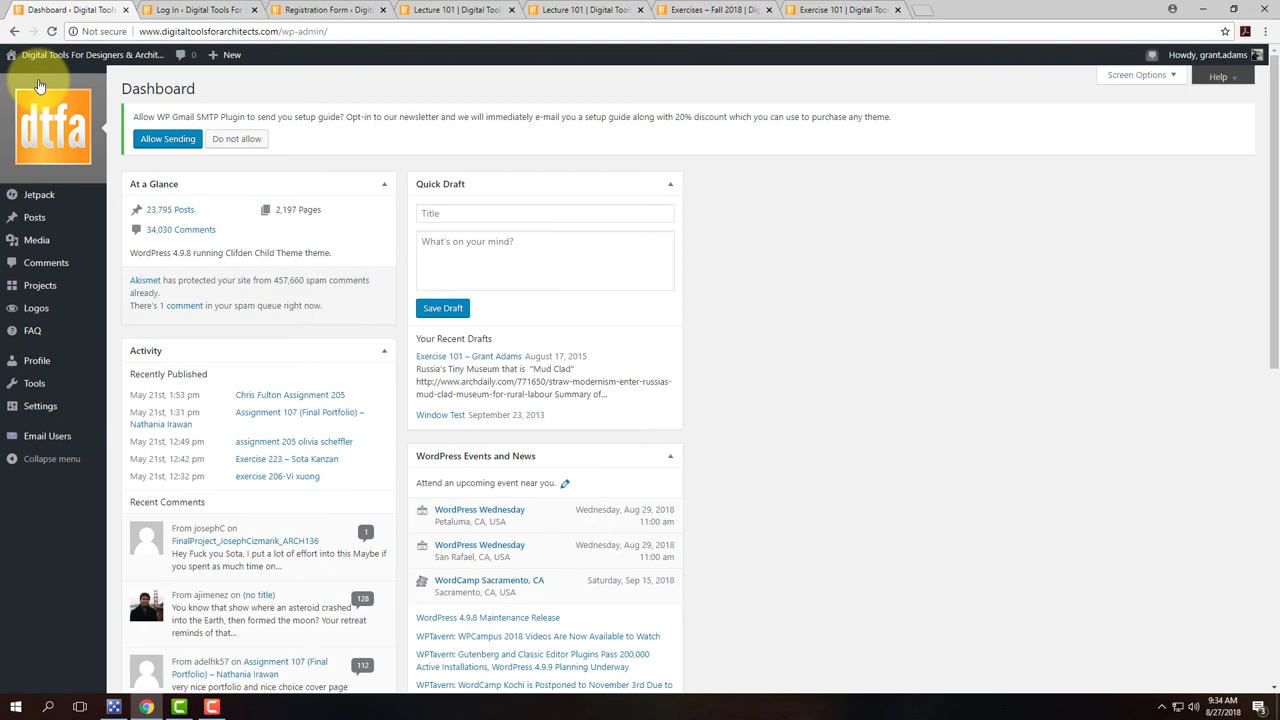 Dashboard ‹ Digital Tools
Log In ‹ Digital Tools For
Registration Form ‹ Digital
Lecture 101 | Digital Tools
Lecture 101 | Digital Tools
Exercises – Fall 2018 | Di
Exercise 101 | Digital Too
Not secure | www.digitaltoolsforarchitects.com/wp-admin/
Digital Tools For Designers & Archit... 0 New
Howdy, grant.adams
dtfa
Jetpack
Posts
Media
Comments
Projects
Logos
FAQ
Profile
Tools
Settings
Email Users
Collapse menu
Dashboard
Screen Options
Help
Allow WP Gmail SMTP Plugin to send you setup guide? Opt-in to our newsletter and we will immediately e-mail you a setup guide along with 20% discount which you can use to purchase any theme.
Allow Sending
Do not allow
At a Glance
23,795 Posts
2,197 Pages
34,030 Comments
WordPress 4.9.8 running Clifden Child Theme theme.
Akismet has protected your site from 457,660 spam comments
already.
There's 1 comment in your spam queue right now.
Activity
Recently Published
May 21st, 1:53 pm Chris Fulton Assignment 205
May 21st, 1:31 pm Assignment 107 (Final Portfolio) –
Nathania Irawan
May 21st, 12:49 pm assignment 205 olivia scheffler
May 21st, 12:42 pm Exercise 223 – Sota Kanzan
May 21st, 12:32 pm exercise 206-Vi xuong
Recent Comments
From josephC on
FinalProject_JosephCizmarik_ARCH136
1
Hey Fuck you Sota, I put a lot of effort into this Maybe if
you spent as much time on...
From ajimenez on (no title)
128
You know that show where an asteroid crashed
into the Earth, then formed the moon? Your retreat
reminds of that...
From adelhk57 on Assignment 107 (Final
Portfolio) – Nathania Irawan
112
very nice portfolio and nice choice cover page
Quick Draft
Title
What's on your mind?
Save Draft
Your Recent Drafts
Exercise 101 – Grant Adams August 17, 2015
Russia's Tiny Museum that is "Mud Clad"
http://www.archdaily.com/771650/straw-modernism-enter-russias-
mud-clad-museum-for-rural-labour Summary of...
Window Test September 23, 2013
WordPress Events and News
Attend an upcoming event near you.
WordPress Wednesday Wednesday, Aug 29, 2018
Petaluma, CA, USA 11:00 am
WordPress Wednesday Wednesday, Aug 29, 2018
San Rafael, CA, USA 11:00 am
WordCamp Sacramento, CA Saturday, Sep 15, 2018
Sacramento, CA, USA
WordPress 4.9.8 Maintenance Release
WPTavern: WPCampus 2018 Videos Are Now Available to Watch
WPTavern: Gutenberg and Classic Editor Plugins Pass 200,000
Active Installations, WordPress 4.9.9 Planning Underway
WPTavern: WordCamp Kochi is Postponed to November 3rd Due to
9:34 AM
8/27/2018
3